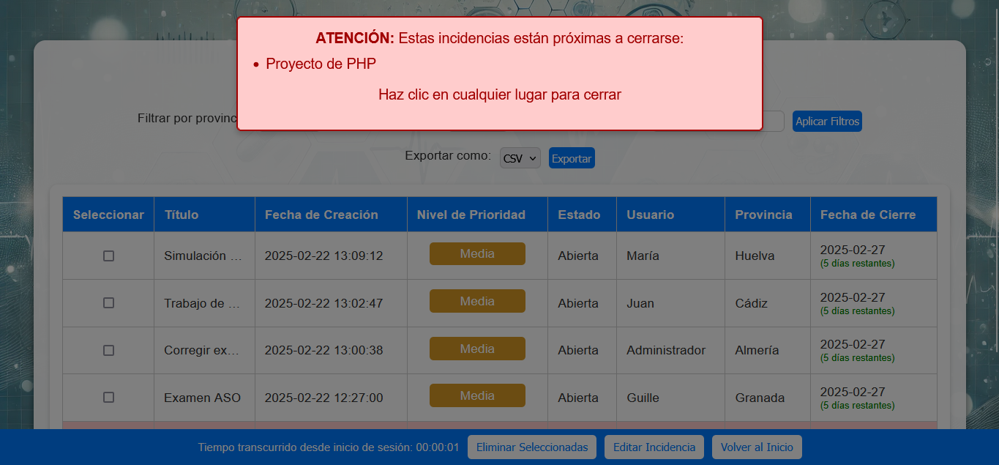 ATENCIÓN: Estas incidencias están próximas a cerrarse:
• Proyecto de PHP
Haz clic en cualquier lugar para cerrar
Filtrar por Aplicar Filtros
Exportar como: CSV Exportar
Seleccionar Título Fecha de Creación Nivel de Prioridad Estado Usuario Provincia Fecha de Cierre
Simulación ... 2025-02-22 13:09:12 Media Abierta María Huelva 2025-02-27
(5 días restantes)
Trabajo de ... 2025-02-22 13:02:47 Media Abierta Juan Cádiz 2025-02-27
(5 días restantes)
Corregir ex... 2025-02-22 13:00:38 Media Abierta Administrador Almería 2025-02-27
(5 días restantes)
Examen ASO 2025-02-22 12:27:00 Media Abierta Guille Granada 2025-02-27
(5 días restantes)
Tiempo transcurrido desde inicio de sesión: 00:00:01 Eliminar Seleccionadas Editar Incidencia Volver al Inicio